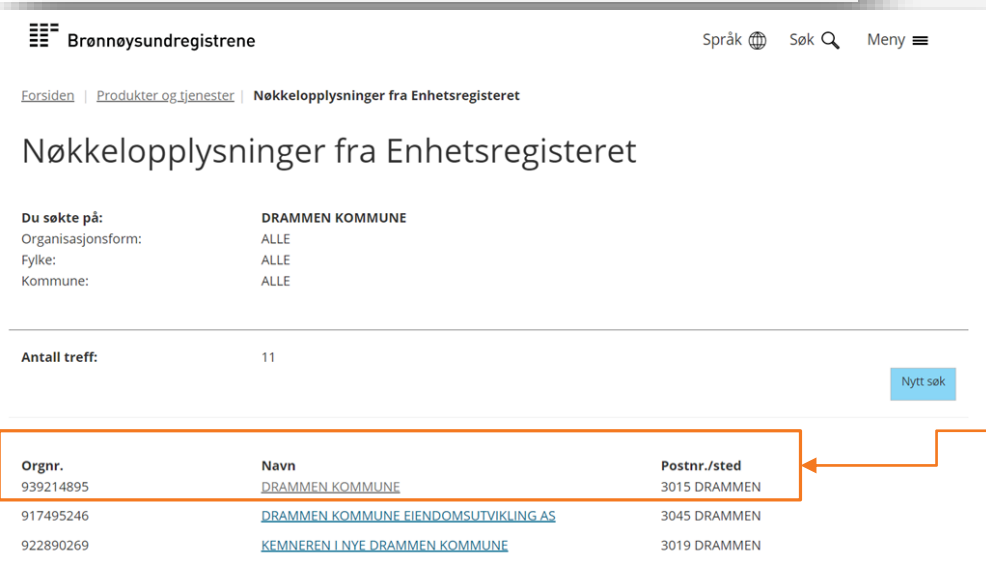 Brønnøysundregistrene Språk Søk Meny
Forsiden | Produkter og tjenester | Nøkkelopplysninger fra Enhetsregisteret
Nøkkelopplysninger fra Enhetsregisteret
Du søkte på: DRAMMEN KOMMUNE
Organisasjonsform: ALLE
Fylke: ALLE
Kommune: ALLE
Antall treff: 11
Nytt søk
Orgnr. Navn Postnr./sted
939214895 DRAMMEN KOMMUNE 3015 DRAMMEN
917495246 DRAMMEN KOMMUNE EIENDOMSUTVIKLING AS 3045 DRAMMEN
922890269 KEMNEREN I NYE DRAMMEN KOMMUNE 3019 DRAMMEN